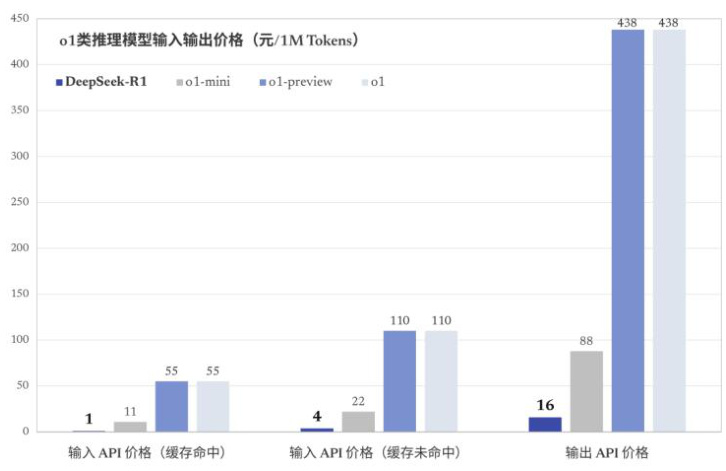 o1类推理模型输入输出价格（元/1M Tokens）
DeepSeek-R1 o1-mini o1-preview o1
450
400
350
300
250
200
150
100
50
0
1 11 55 55
4 22 110 110
16 88 438 438
输入 API 价格（缓存命中） 输入 API 价格（缓存未命中） 输出 API 价格